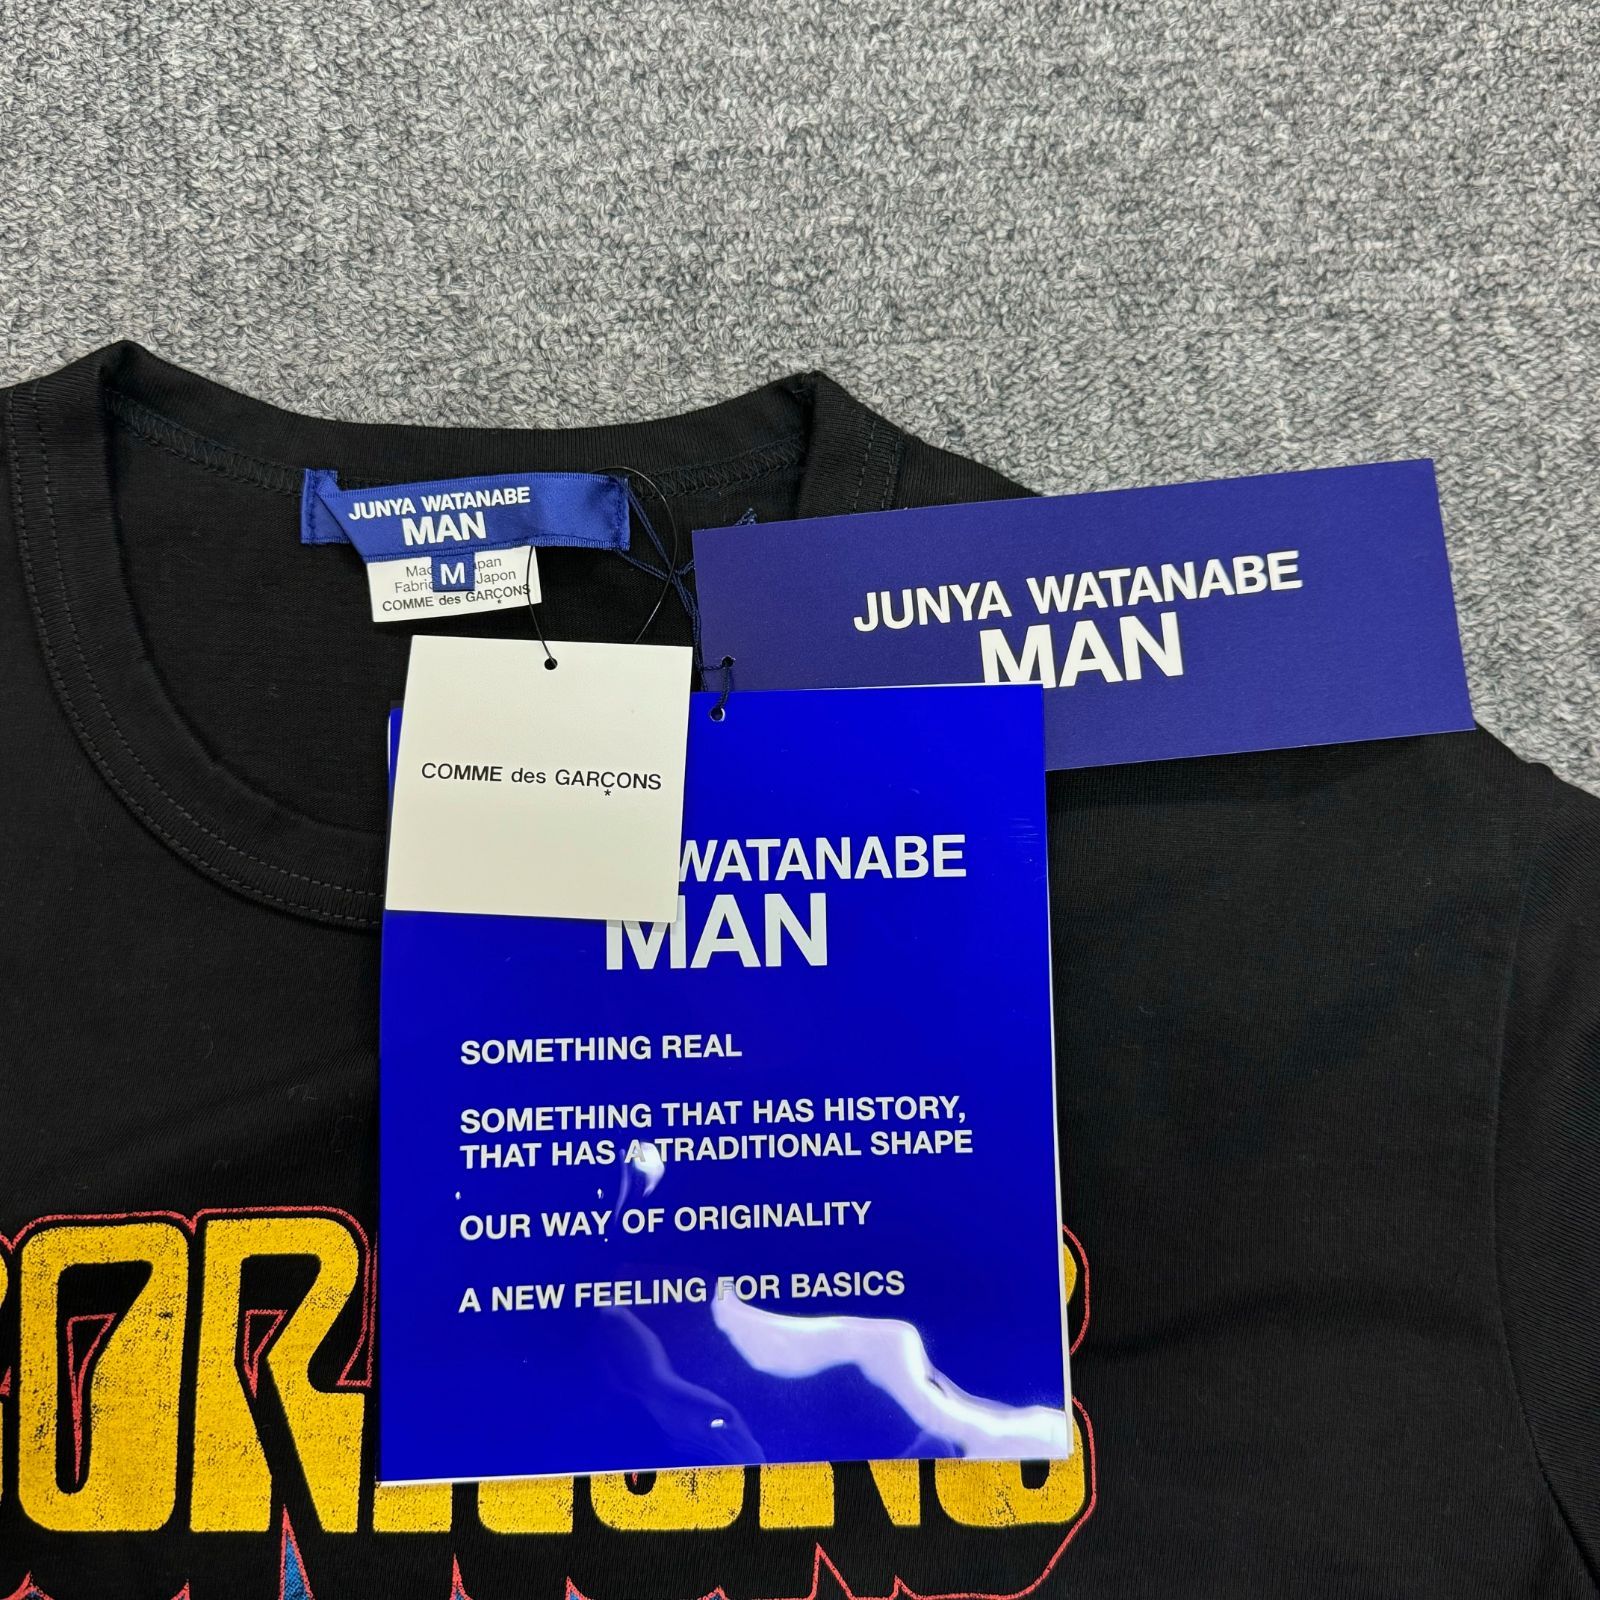 JUNYA WATANABE
MAN
M
COMME des GARÇONS
JUNYA WATANABE
MAN
COMME des GARÇONS
WATANABE
MAN
SOMETHING REAL
SOMETHING THAT HAS HISTORY,
THAT HAS A TRADITIONAL SHAPE
OUR WAY OF ORIGINALITY
A NEW FEELING FOR BASICS